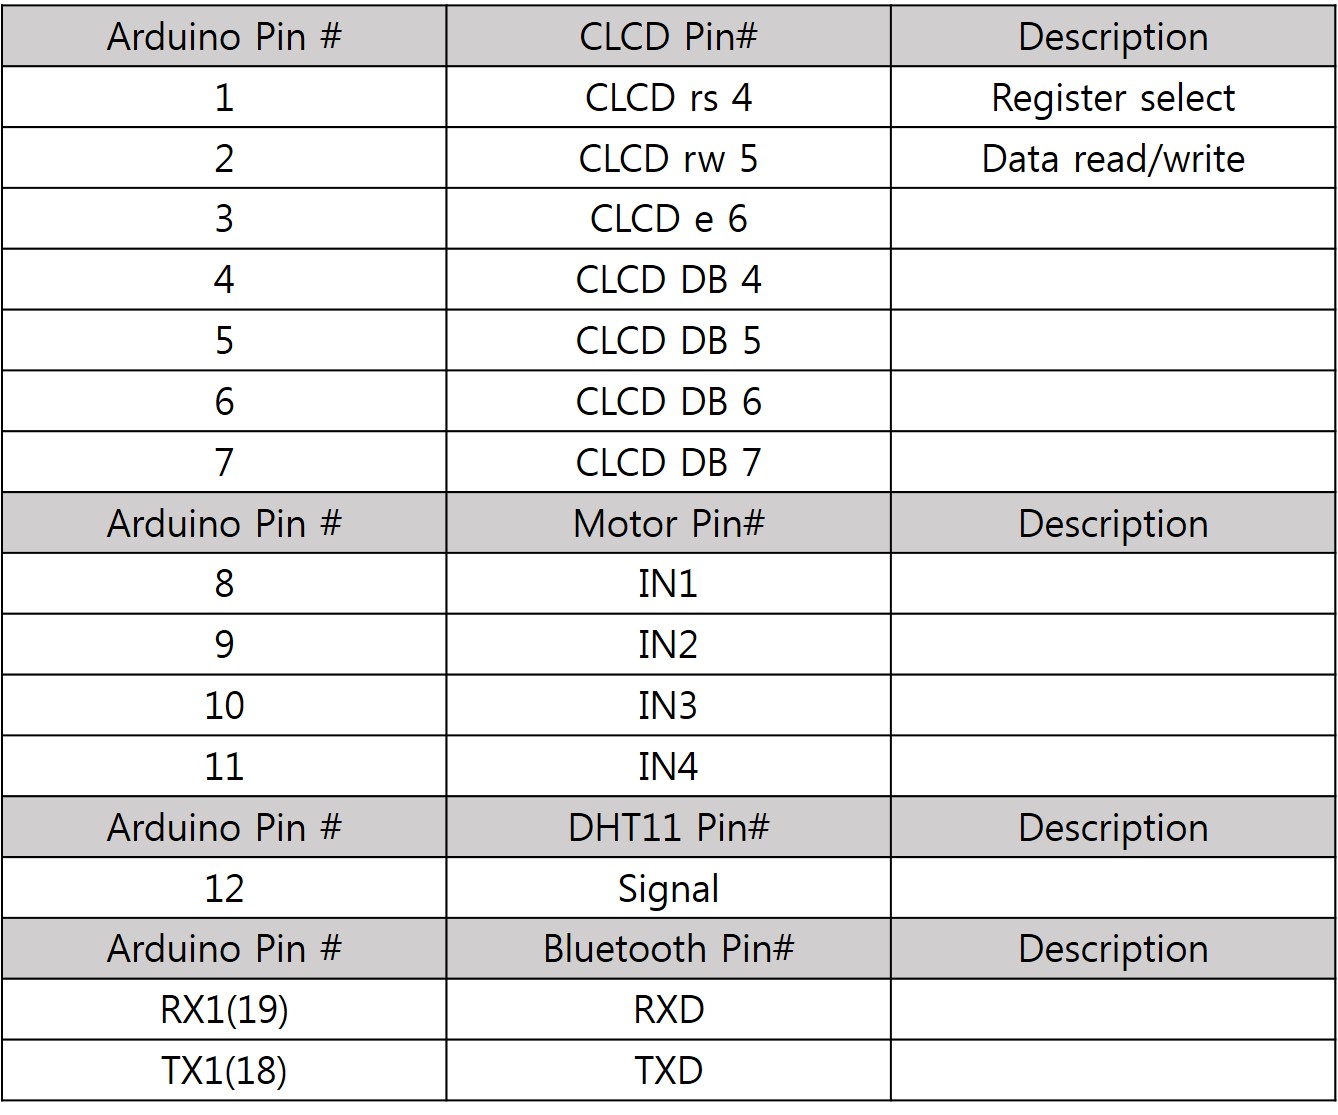 Arduino Pin # CLCD Pin# Description
1 CLCD rs 4 Register select
2 CLCD rw 5 Data read/write
3 CLCD e 6
4 CLCD DB 4
5 CLCD DB 5
6 CLCD DB 6
7 CLCD DB 7
Arduino Pin # Motor Pin# Description
8 IN1
9 IN2
10 IN3
11 IN4
Arduino Pin # DHT11 Pin# Description
12 Signal
Arduino Pin # Bluetooth Pin# Description
RX1(19) RXD
TX1(18) TXD